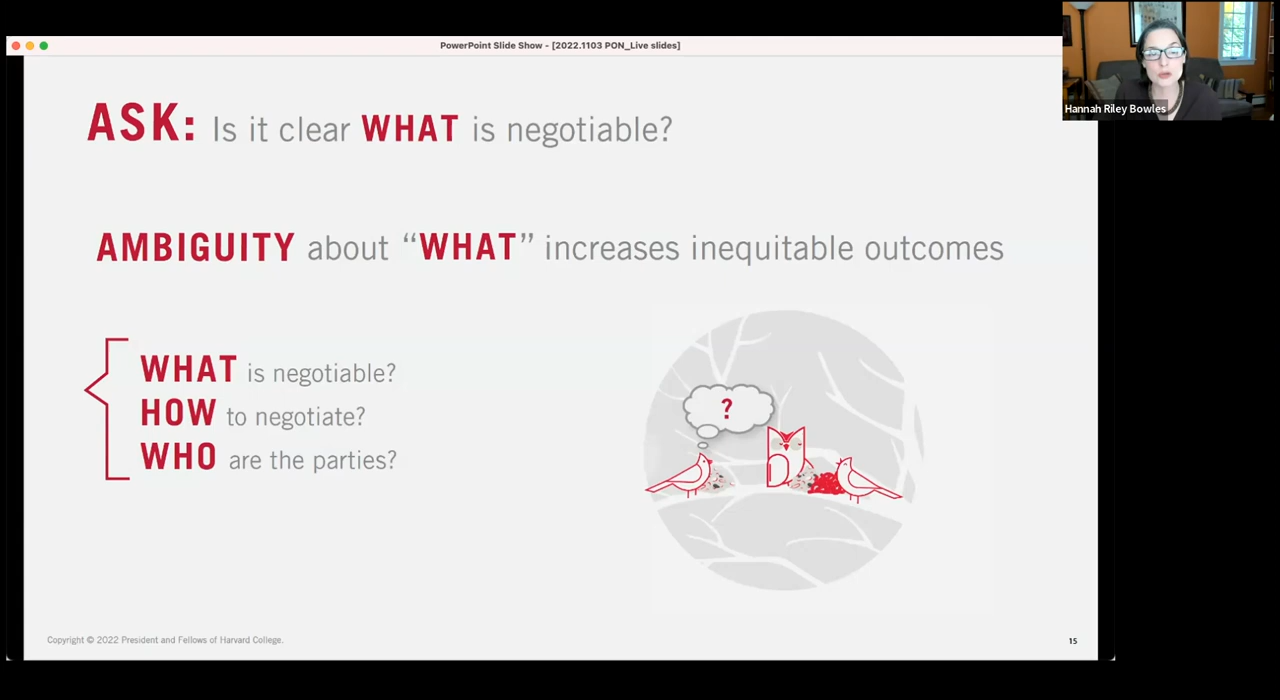 PowerPoint Slide Show - [2022.1103 PON_Live slides]
Hannah Riley Bowles
ASK: Is it clear WHAT is negotiable?
AMBIGUITY about “WHAT” increases inequitable outcomes
WHAT is negotiable?
HOW to negotiate?
WHO are the parties?
?
Copyright © 2022 President and Fellows of Harvard College.
15